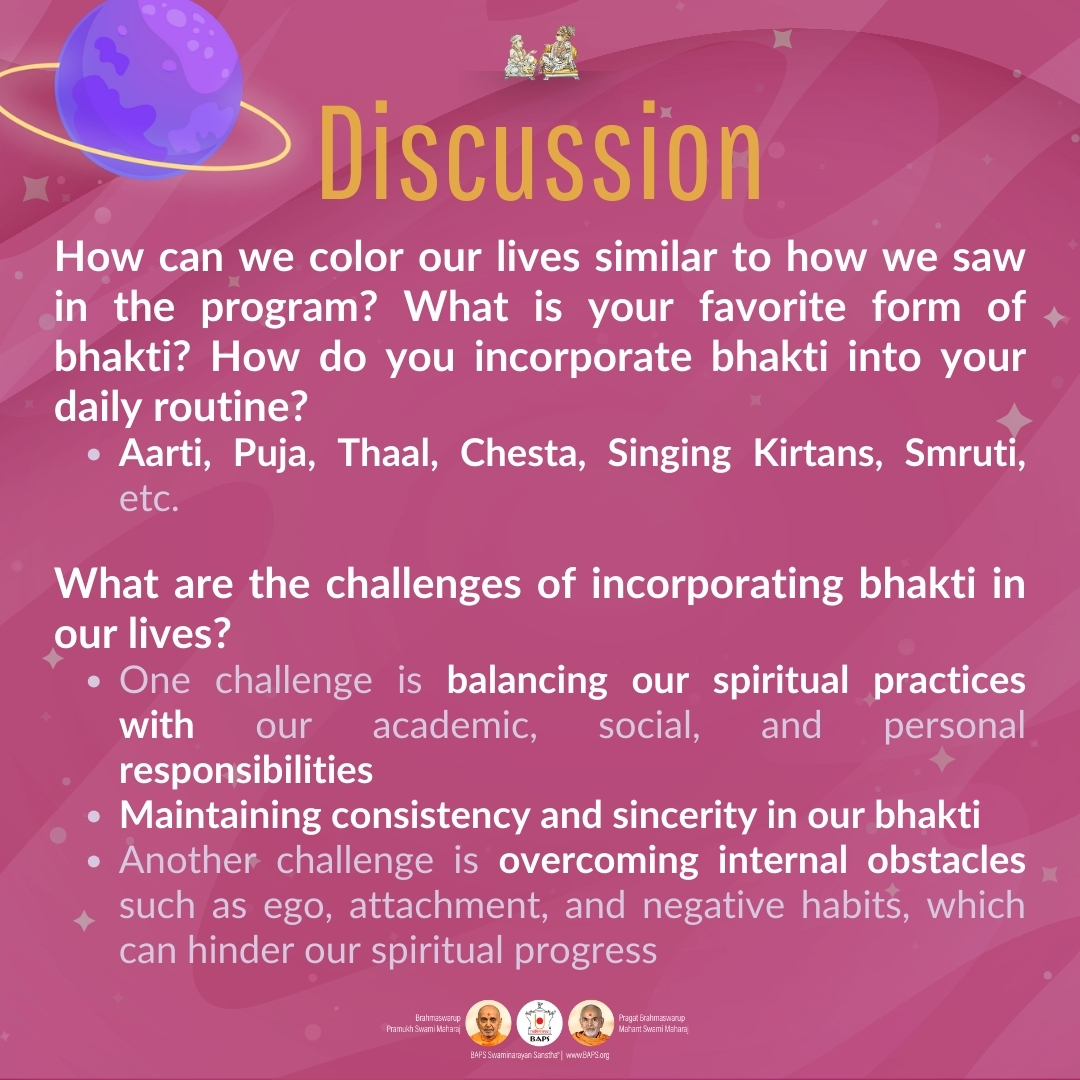 Discussion
How can we color our lives similar to how we saw
in the program? What is your favorite form of
bhakti? How do you incorporate bhakti into your
daily routine?
• Aarti, Puja, Thaal, Chesta, Singing Kirtans, Smruti,
etc.
What are the challenges of incorporating bhakti in
our lives?
• One challenge is balancing our spiritual practices
with our academic, social, and personal
responsibilities
• Maintaining consistency and sincerity in our bhakti
• Another challenge is overcoming internal obstacles
such as ego, attachment, and negative habits, which
can hinder our spiritual progress
Brahmaswarup
Pramukh Swami Maharaj
BAPS
Pragat Brahmaswarup
Mahant Swami Maharaj
BAPS Swaminarayan Sanstha® | www.BAPS.org